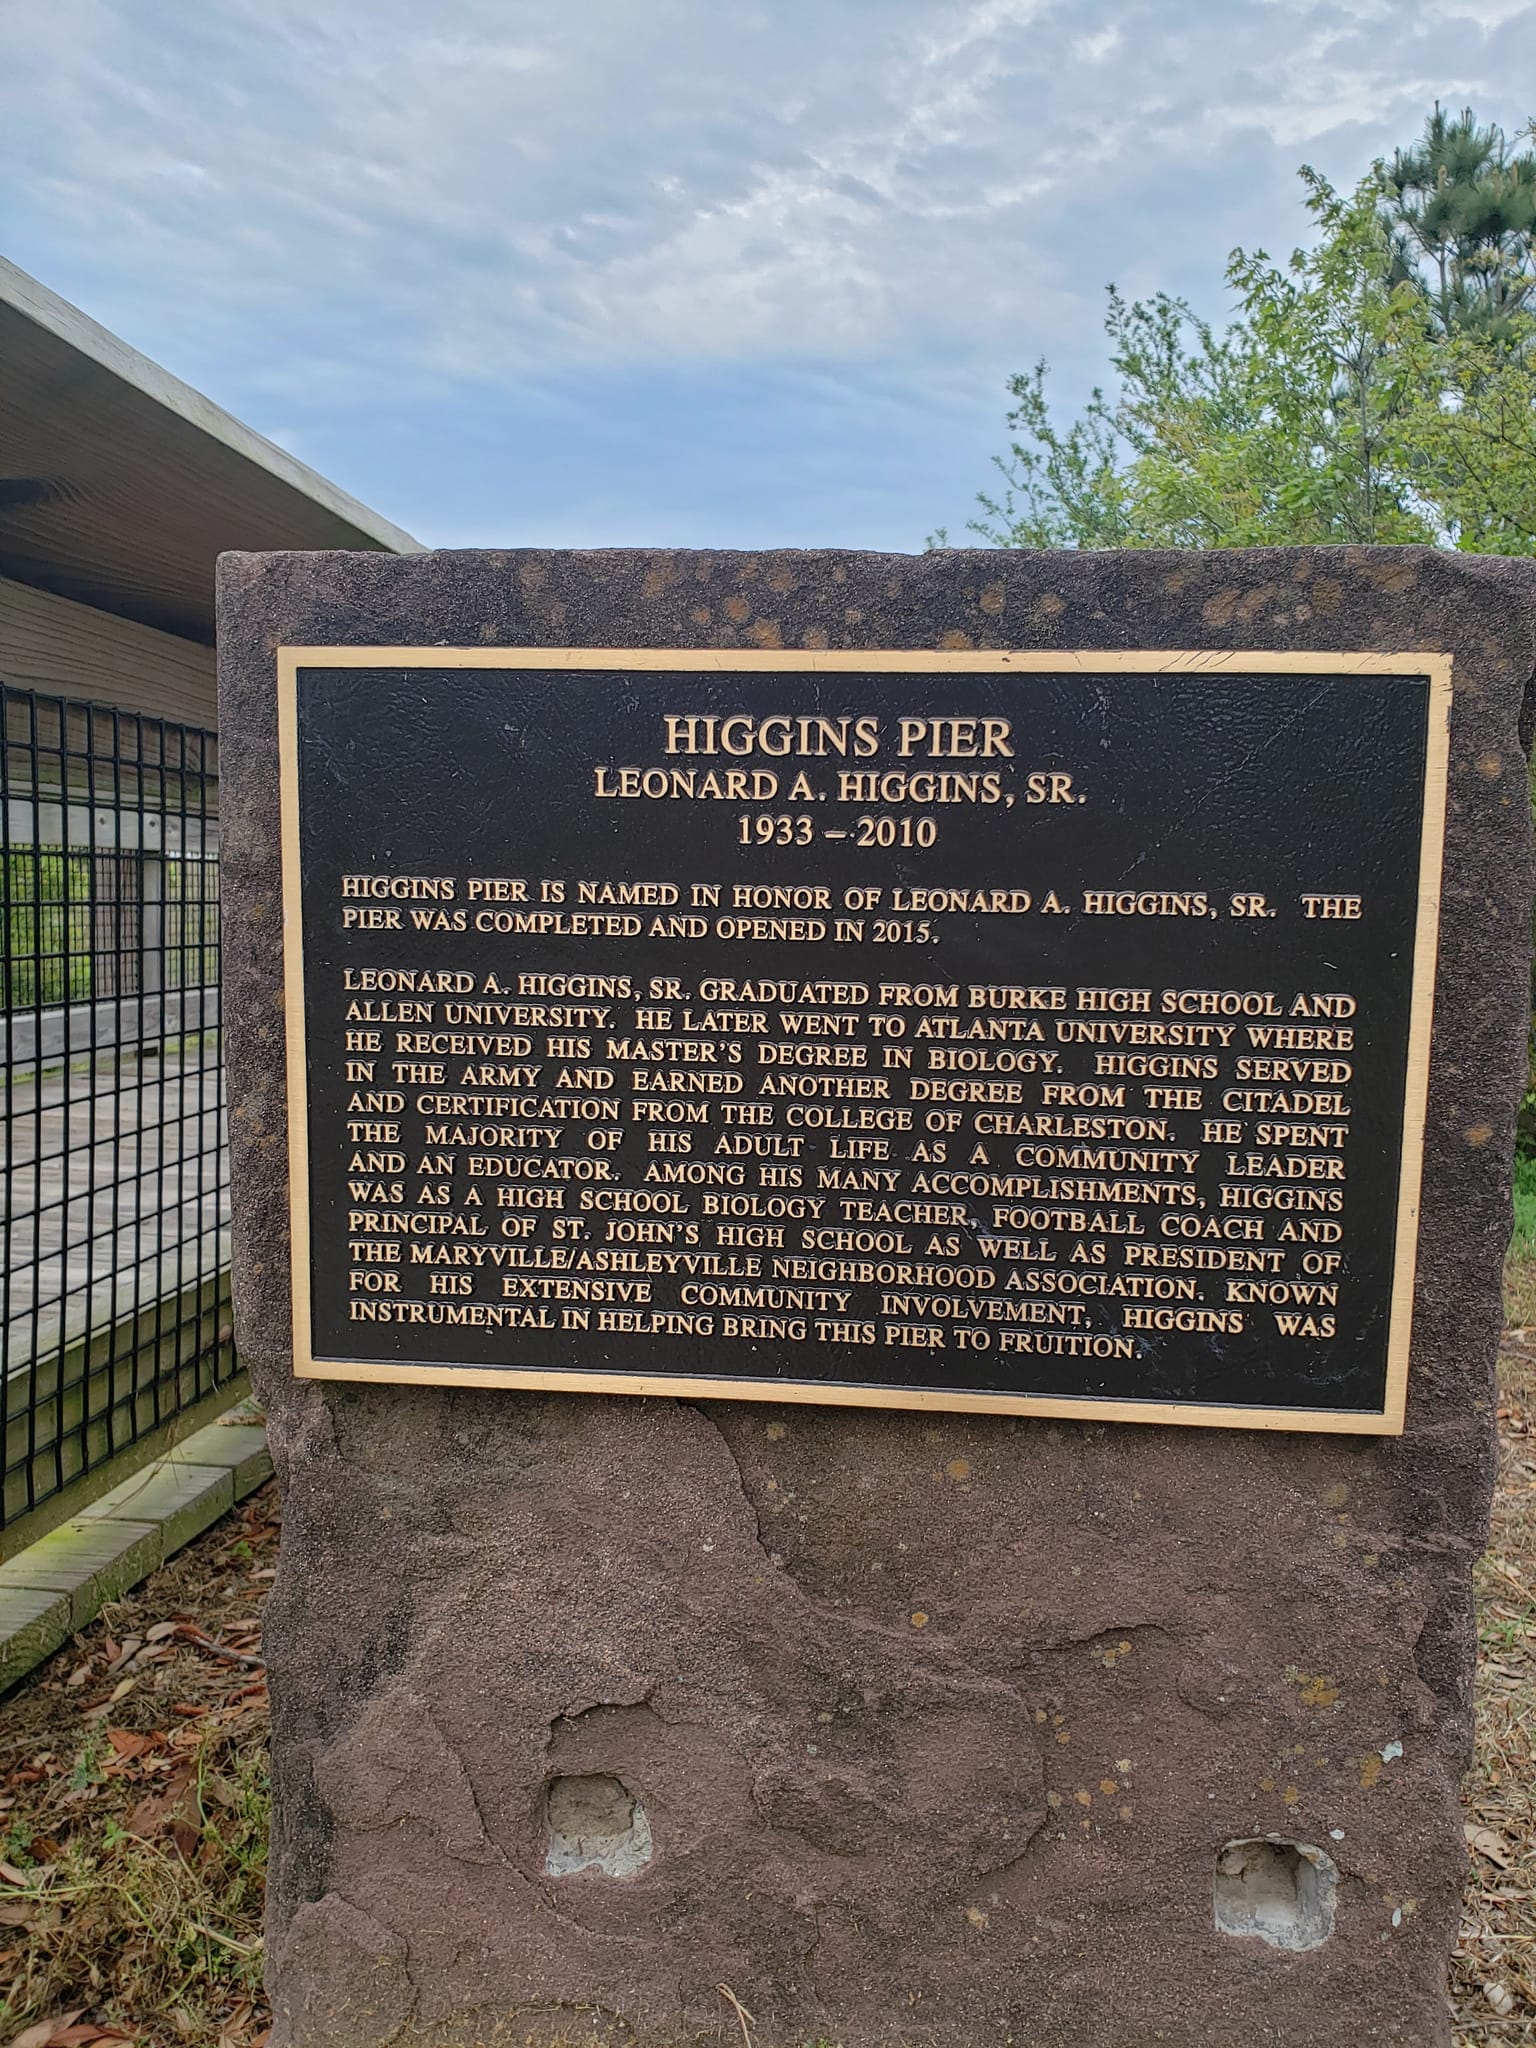 HIGGINS PIER
LEONARD A. HIGGINS, SR.
1933 – 2010
HIGGINS PIER IS NAMED IN HONOR OF LEONARD A. HIGGINS, SR. THE
PIER WAS COMPLETED AND OPENED IN 2015.
LEONARD A. HIGGINS, SR. GRADUATED FROM BURKE HIGH SCHOOL AND
ALLEN UNIVERSITY. HE LATER WENT TO ATLANTA UNIVERSITY WHERE
HE RECEIVED HIS MASTER'S DEGREE IN BIOLOGY. HIGGINS SERVED
IN THE ARMY AND EARNED ANOTHER DEGREE FROM THE CITADEL
AND CERTIFICATION FROM THE COLLEGE OF CHARLESTON. HE SPENT
THE MAJORITY OF HIS ADULT LIFE AS A COMMUNITY LEADER
AND AN EDUCATOR. AMONG HIS MANY ACCOMPLISHMENTS, HIGGINS
WAS AS A HIGH SCHOOL BIOLOGY TEACHER, FOOTBALL COACH AND
PRINCIPAL OF ST. JOHN'S HIGH SCHOOL AS WELL AS PRESIDENT OF
THE MARYVILLE/ASHLEYVILLE NEIGHBORHOOD ASSOCIATION. KNOWN
FOR HIS EXTENSIVE COMMUNITY INVOLVEMENT, HIGGINS WAS
INSTRUMENTAL IN HELPING BRING THIS PIER TO FRUITION.